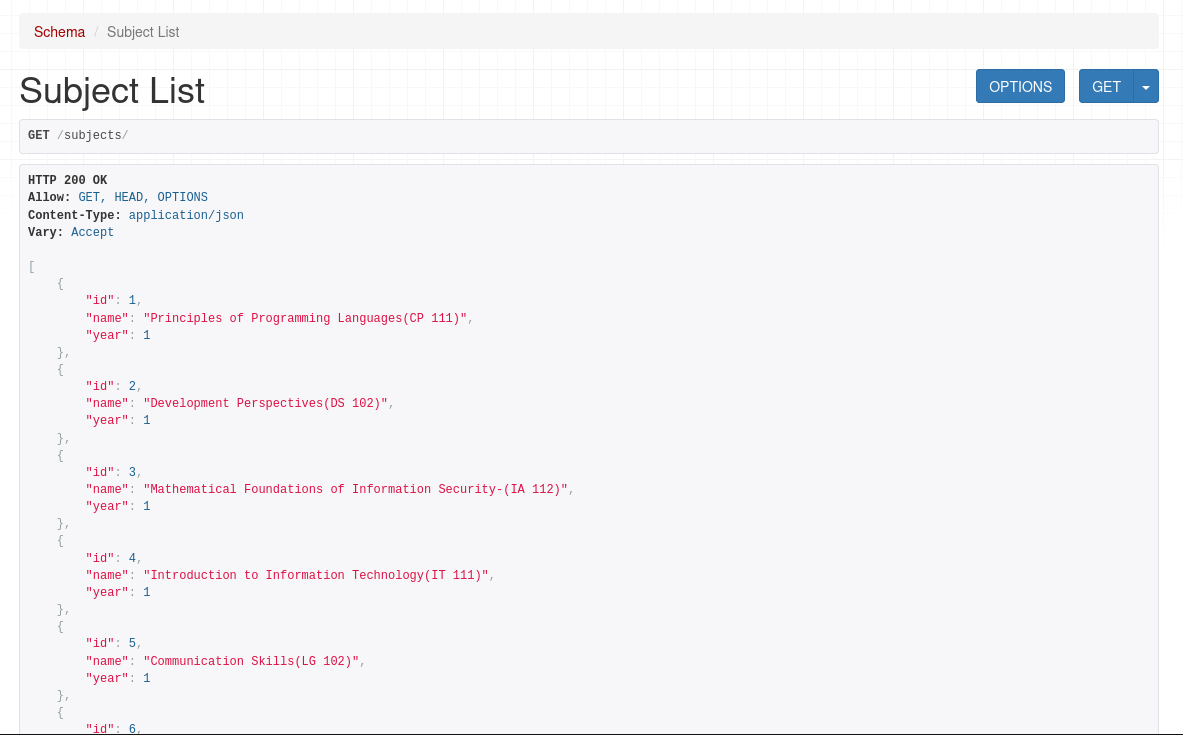 Schema / Subject List
Subject List
OPTIONS GET
GET /subjects/
HTTP 200 OK
Allow: GET, HEAD, OPTIONS
Content-Type: application/json
Vary: Accept
[
    {
        "id": 1,
        "name": "Principles of Programming Languages(CP 111)",
        "year": 1
    },
    {
        "id": 2,
        "name": "Development Perspectives(DS 102)",
        "year": 1
    },
    {
        "id": 3,
        "name": "Mathematical Foundations of Information Security-(IA 112)",
        "year": 1
    },
    {
        "id": 4,
        "name": "Introduction to Information Technology(IT 111)",
        "year": 1
    },
    {
        "id": 5,
        "name": "Communication Skills(LG 102)",
        "year": 1
    },
    {
        "id": 6,